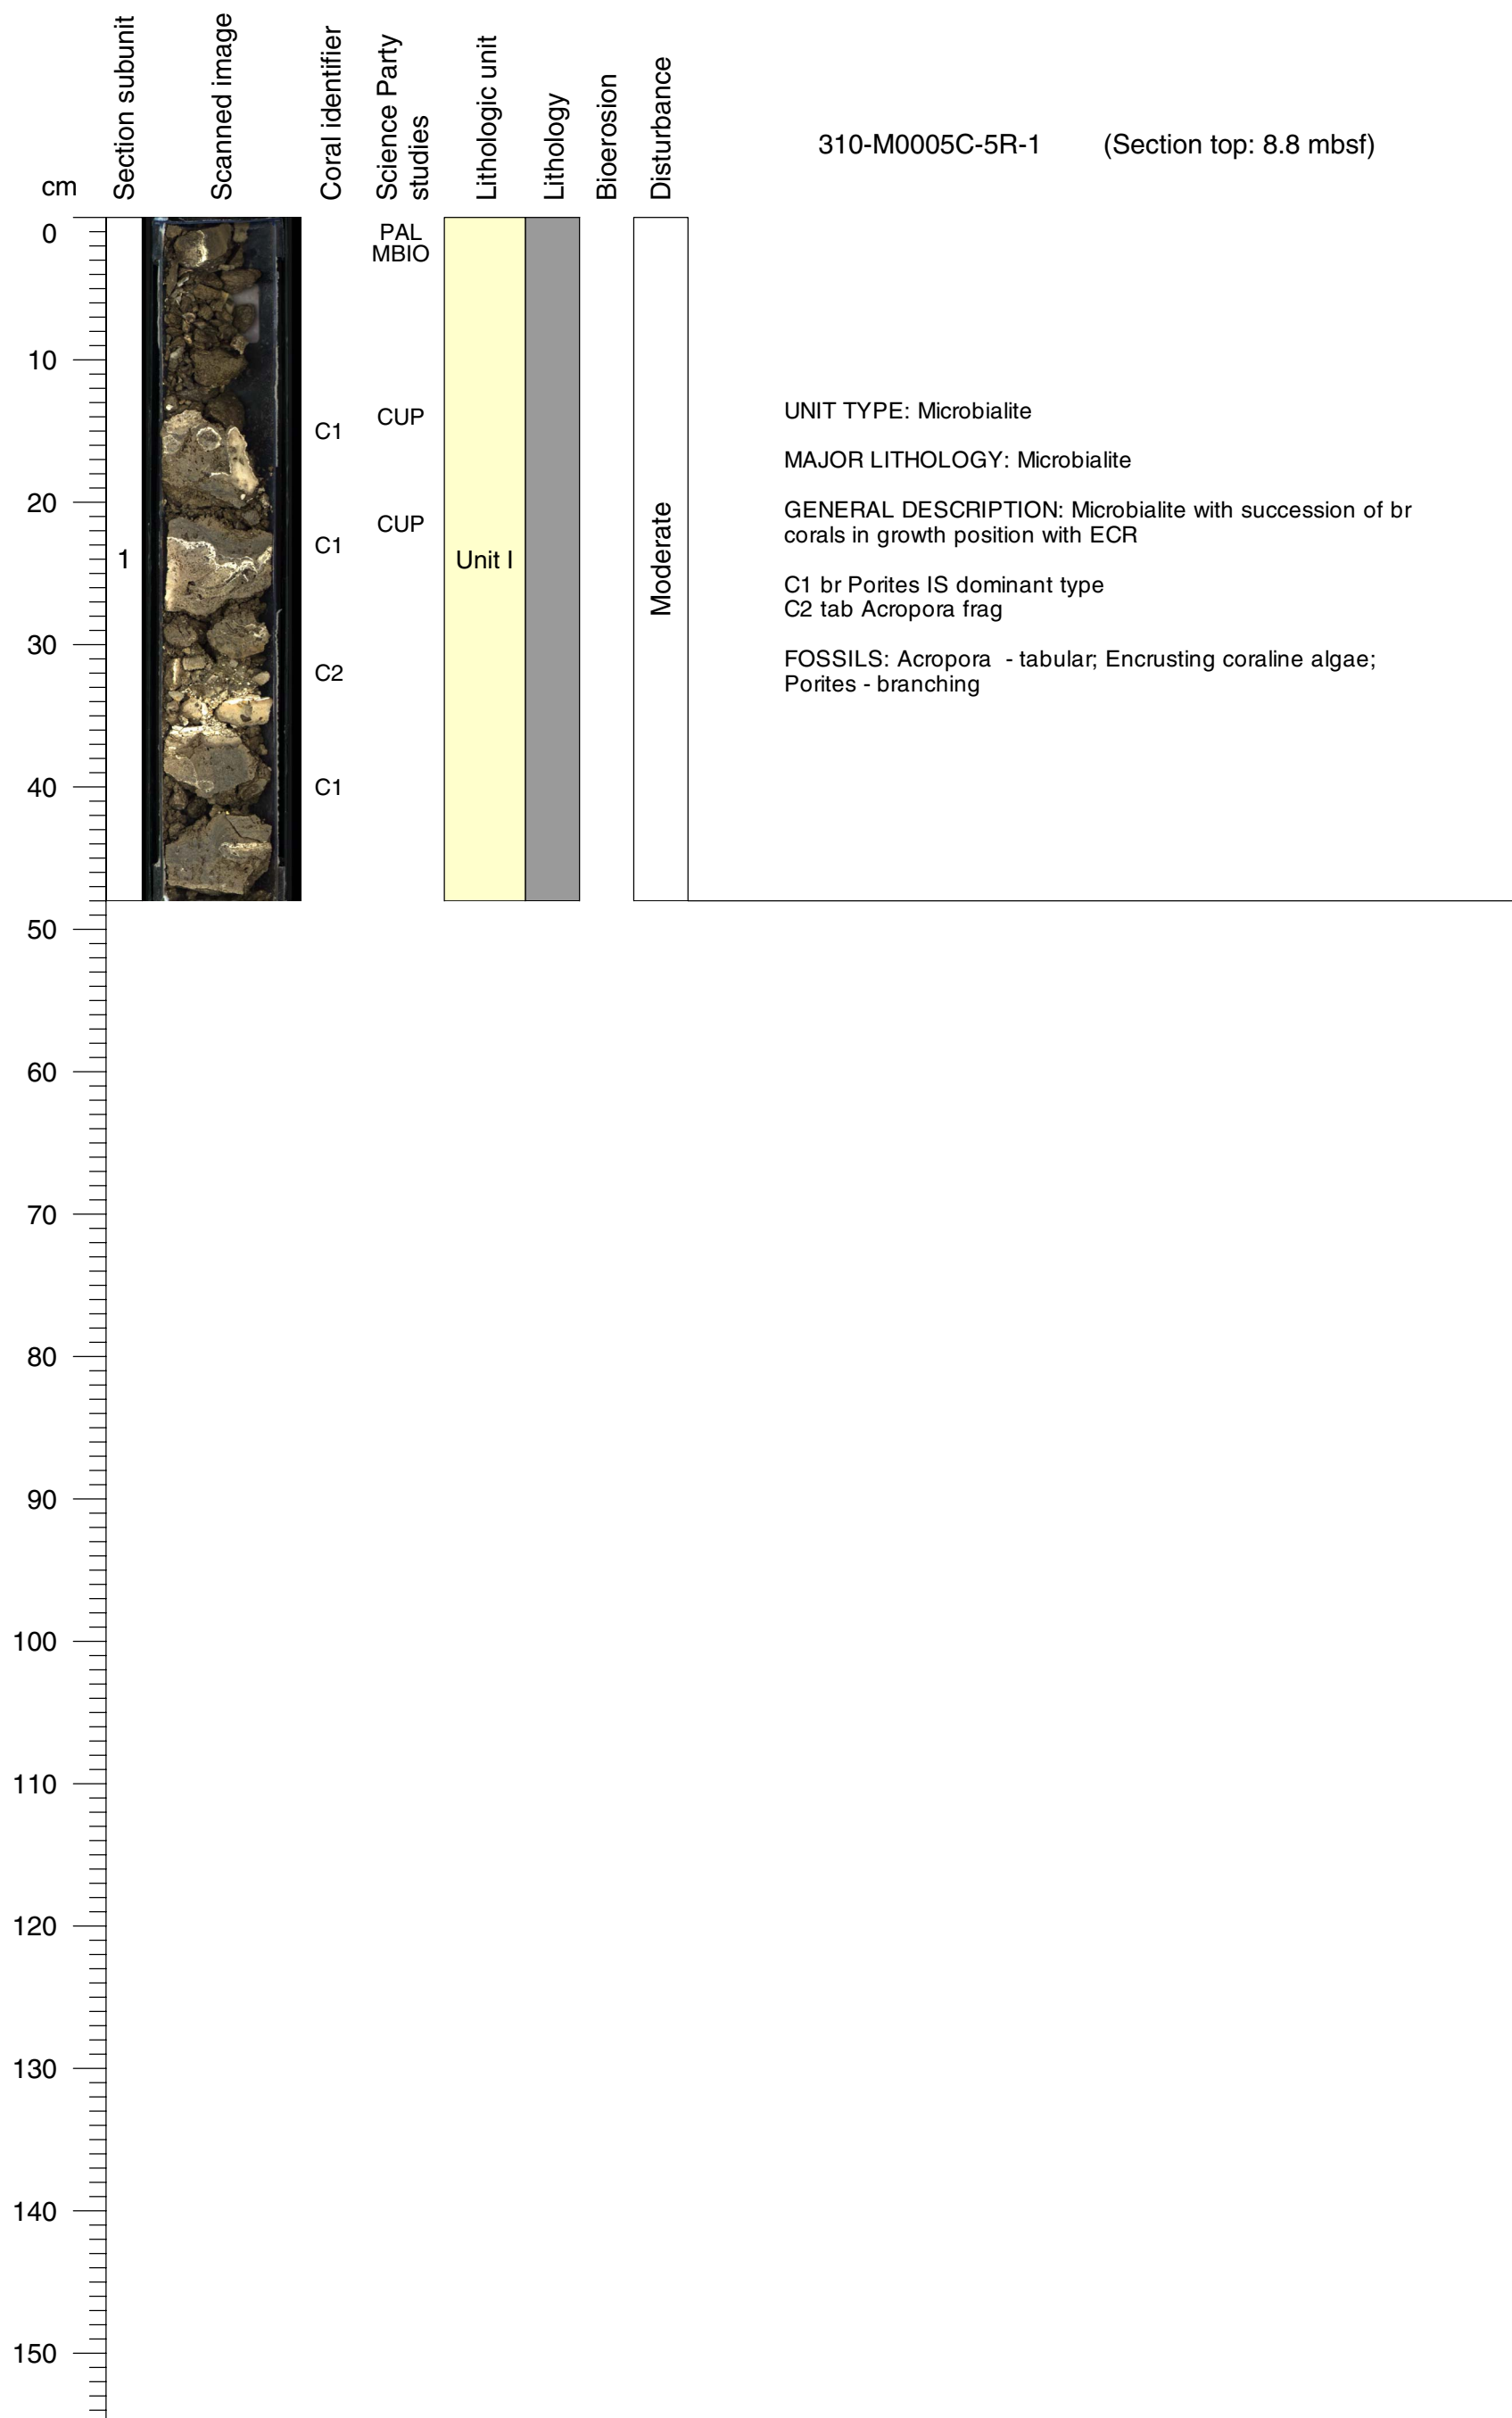 Section subunit
Scanned image
Coral identifier
Science Party
studies
Lithologic unit
Lithology
Bioerosion
Disturbance
310-M0005C-5R-1 (Section top: 8.8 mbsf)
cm
0
PAL
MBIO
10
UNIT TYPE: Microbialite
CUP
C1
MAJOR LITHOLOGY: Microbialite
20
GENERAL DESCRIPTION: Microbialite with succession of br
corals in growth position with ECR
CUP
C1
1
Unit I
Moderate
C1 br Porites IS dominant type
C2 tab Acropora frag
30
FOSSILS: Acropora - tabular; Encrusting coraline algae;
Porites - branching
C2
40
C1
50
60
70
80
90
100
110
120
130
140
150